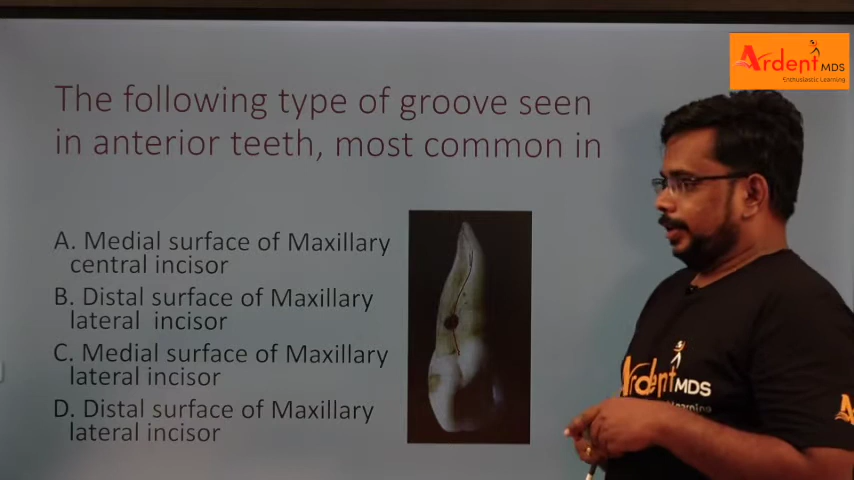 Ardent MDS
Enthusiastic Learning
The following type of groove seen
in anterior teeth, most common in
A. Medial surface of Maxillary
central incisor
B. Distal surface of Maxillary
lateral incisor
C. Medial surface of Maxillary
lateral incisor
D. Distal surface of Maxillary
lateral incisor
Ardent MDS